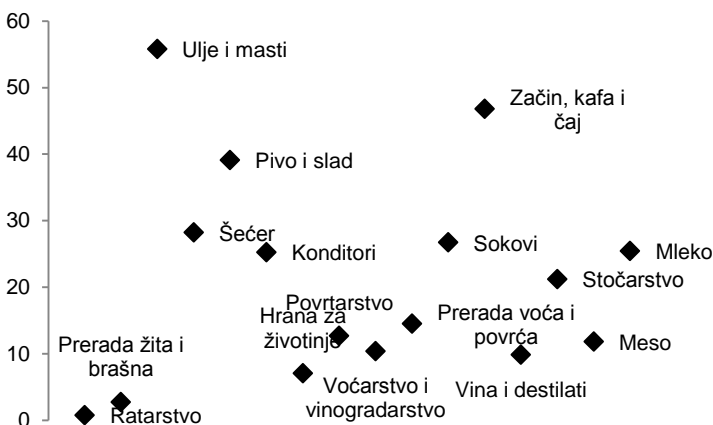 60
50
40
30
20
10
0
Ulje i masti
Začin, kafa i
čaj
Pivo i slad
Šećer
Konditori
Sokovi
Mleko
Stočarstvo
Povrtarstvo
Hrana za
životinje
Prerada voća i
povrća
Prerada žita i
brašna
Meso
Voćarstvo i
vinogradarstvo
Vina i destilati
Ratarstvo